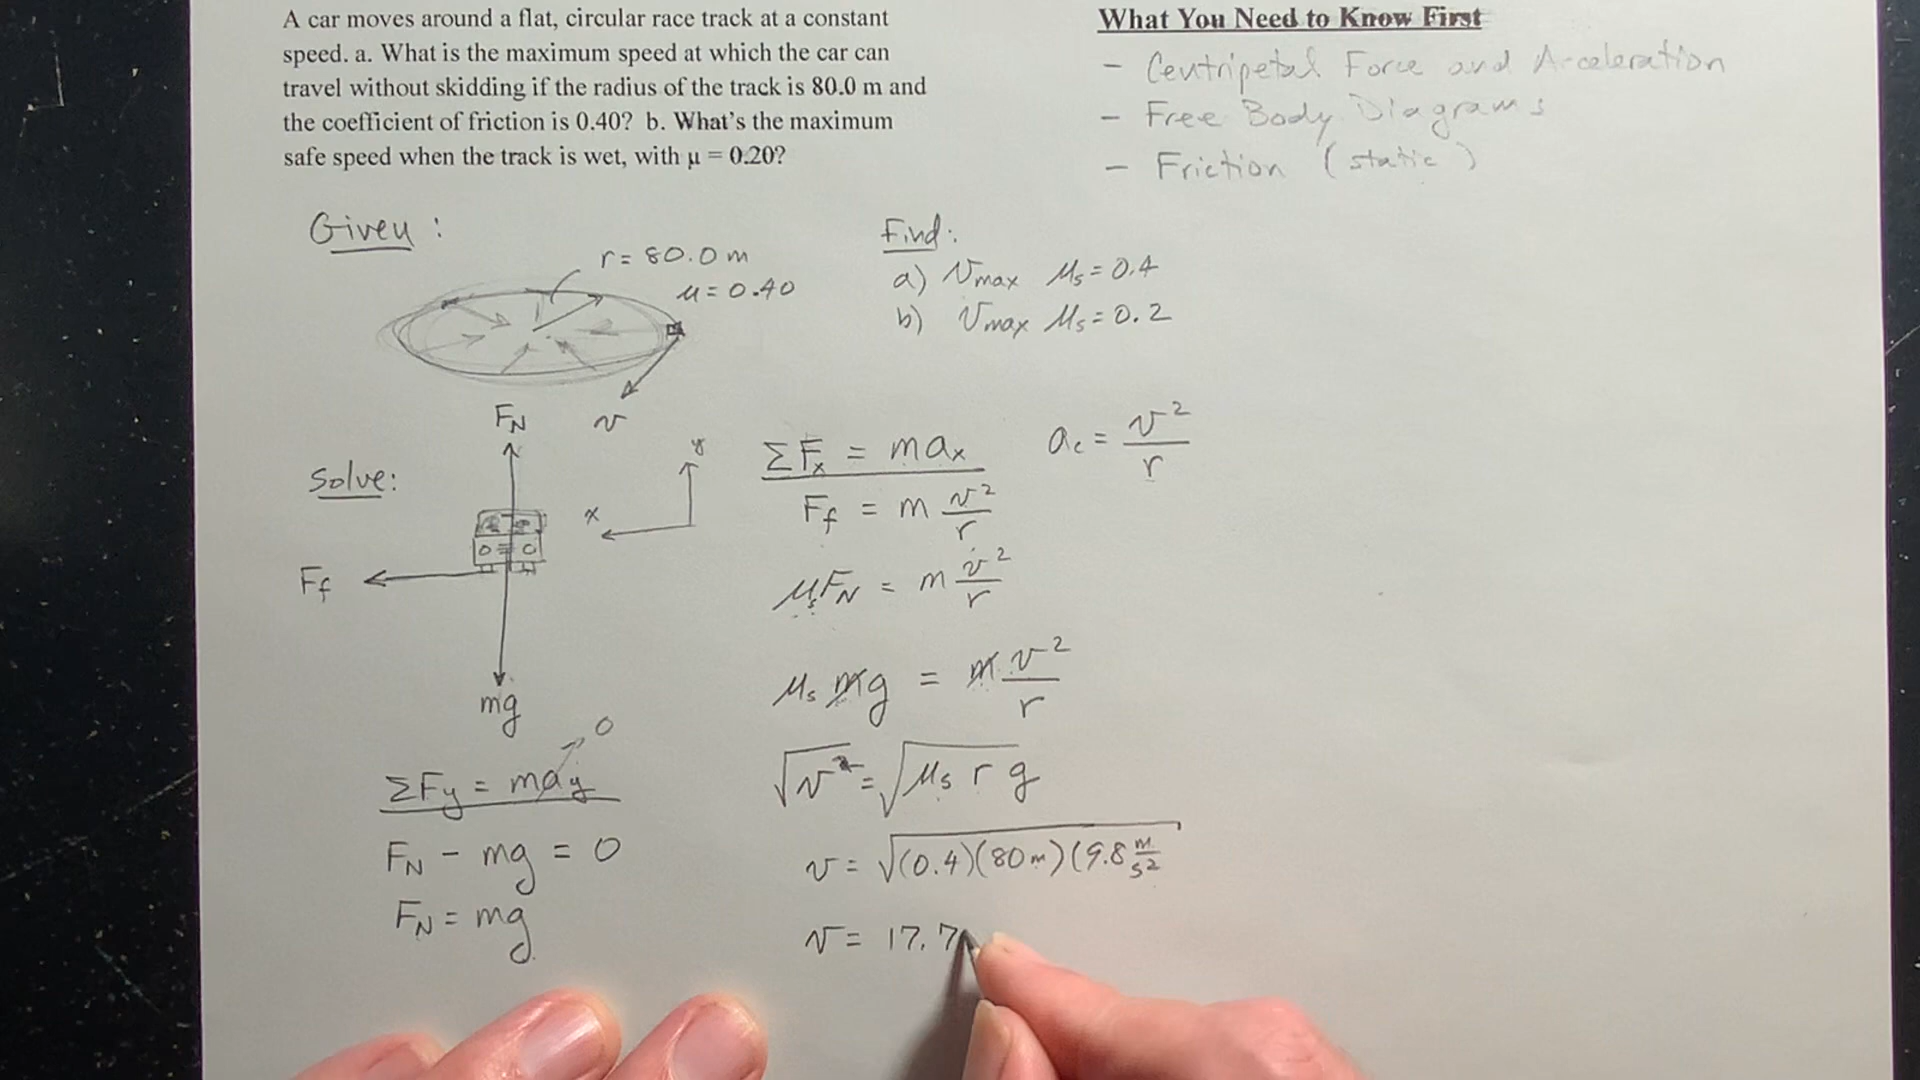 A car moves around a flat, circular race track at a constant
speed. a. What is the maximum speed at which the car can
travel without skidding if the radius of the track is 80.0 m and
the coefficient of friction is 0.40? b. What's the maximum
safe speed when the track is wet, with μ = 0.20?
What You Need to Know First
- Centripetal Force and Acceleration
- Free Body Diagrams
- Friction (static)
Given:
r = 80.0 m
μ = 0.40
v
Find:
a) vmax μs = 0.4
b) vmax μs = 0.2
Solve:
FN
Ff
mg
y
x
ΣFy = may
0
FN - mg = 0
FN = mg
ΣFx = max
ac = v²/r
Ff = m v²/r
μsFN = m v²/r
μs mg = m v²/r
√v² = √μs r g
v = √(0.4)(80m)(9.8 m/s²
v = 17.7